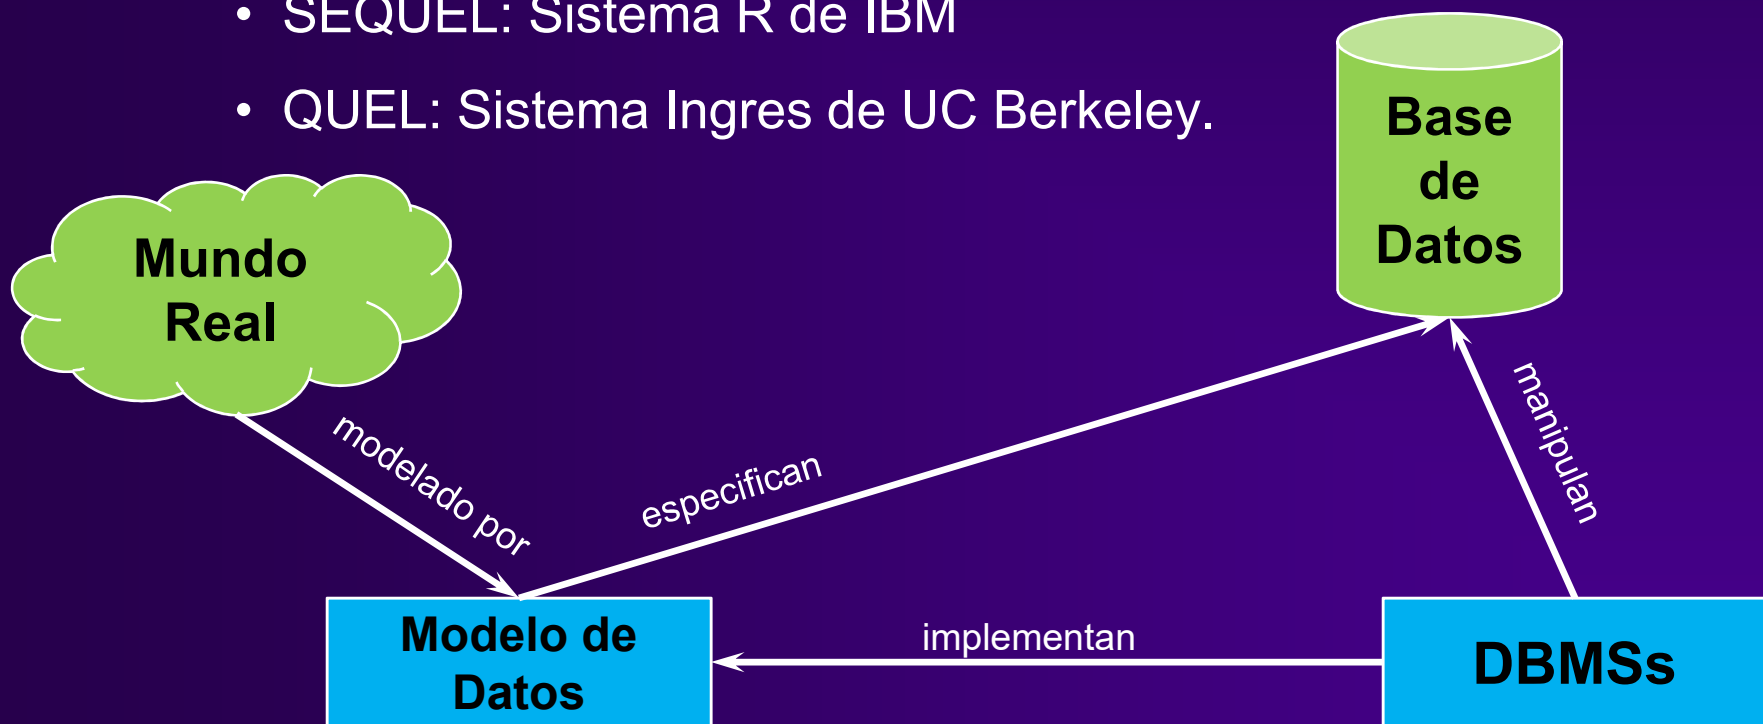 • SEQUEL: Sistema R de IBM
• QUEL: Sistema Ingres de UC Berkeley.
Base
de
Datos
Mundo
Real
modelado por
especifican
manipulan
implementan
Modelo de
Datos
DBMSs